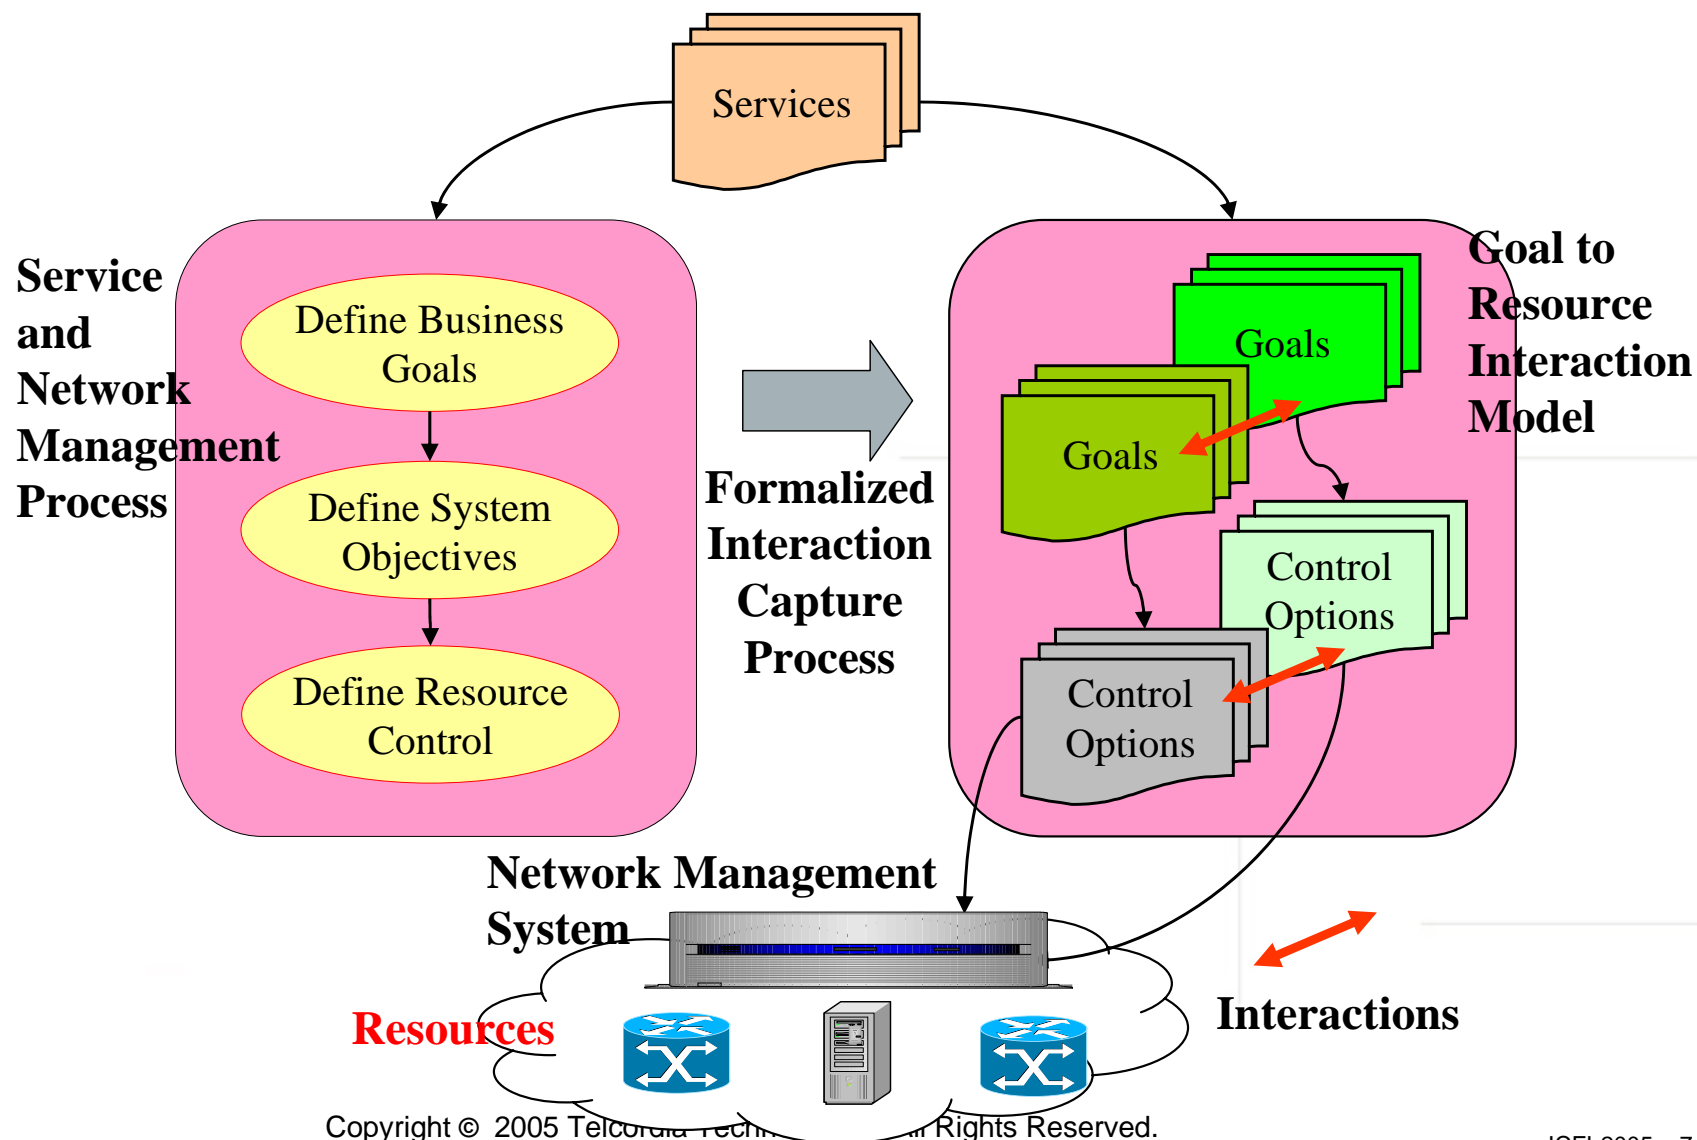 Services
Service
and
Network
Management
Process
Define Business
Goals
Define System
Objectives
Define Resource
Control
Formalized
Interaction
Capture
Process
Goal to
Resource
Interaction
Model
Goals
Goals
Control
Options
Control
Options
Network Management
System
Resources
Interactions
Copyright © 2005 Telcordia Rights Reserved.
2005 7